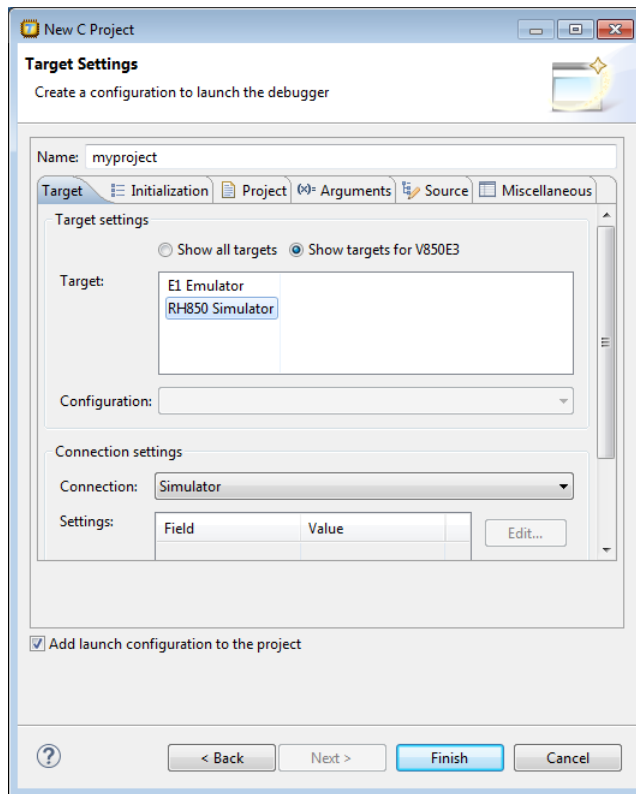 New C Project
Target Settings
Create a configuration to launch the debugger
Name: myproject
Target Initialization Project (x)= Arguments Source Miscellaneous
Target settings
Show all targets Show targets for V850E3
Target: E1 Emulator
RH850 Simulator
Configuration:
Connection settings
Connection: Simulator
Settings: Field Value Edit...
Add launch configuration to the project
? < Back Next > Finish Cancel